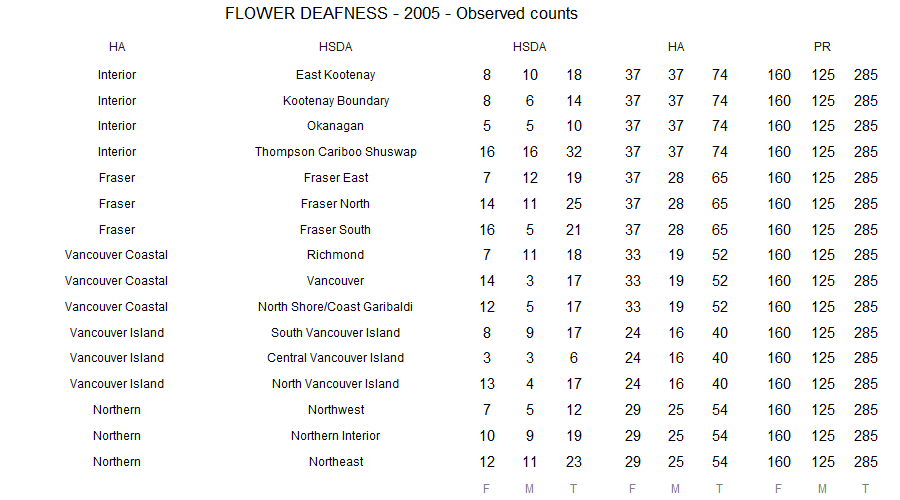 FLOWER DEAFNESS - 2005 - Observed counts
HA HSDA HSDA HA PR
Interior East Kootenay 8 10 18 37 37 74 160 125 285
Interior Kootenay Boundary 8 6 14 37 37 74 160 125 285
Interior Okanagan 5 5 10 37 37 74 160 125 285
Interior Thompson Cariboo Shuswap 16 16 32 37 37 74 160 125 285
Fraser Fraser East 7 12 19 37 28 65 160 125 285
Fraser Fraser North 14 11 25 37 28 65 160 125 285
Fraser Fraser South 16 5 21 37 28 65 160 125 285
Vancouver Coastal Richmond 7 11 18 33 19 52 160 125 285
Vancouver Coastal Vancouver 14 3 17 33 19 52 160 125 285
Vancouver Coastal North Shore/Coast Garibaldi 12 5 17 33 19 52 160 125 285
Vancouver Island South Vancouver Island 8 9 17 24 16 40 160 125 285
Vancouver Island Central Vancouver Island 3 3 6 24 16 40 160 125 285
Vancouver Island North Vancouver Island 13 4 17 24 16 40 160 125 285
Northern Northwest 7 5 12 29 25 54 160 125 285
Northern Northern Interior 10 9 19 29 25 54 160 125 285
Northern Northeast 12 11 23 29 25 54 160 125 285
F M T F M T F M T